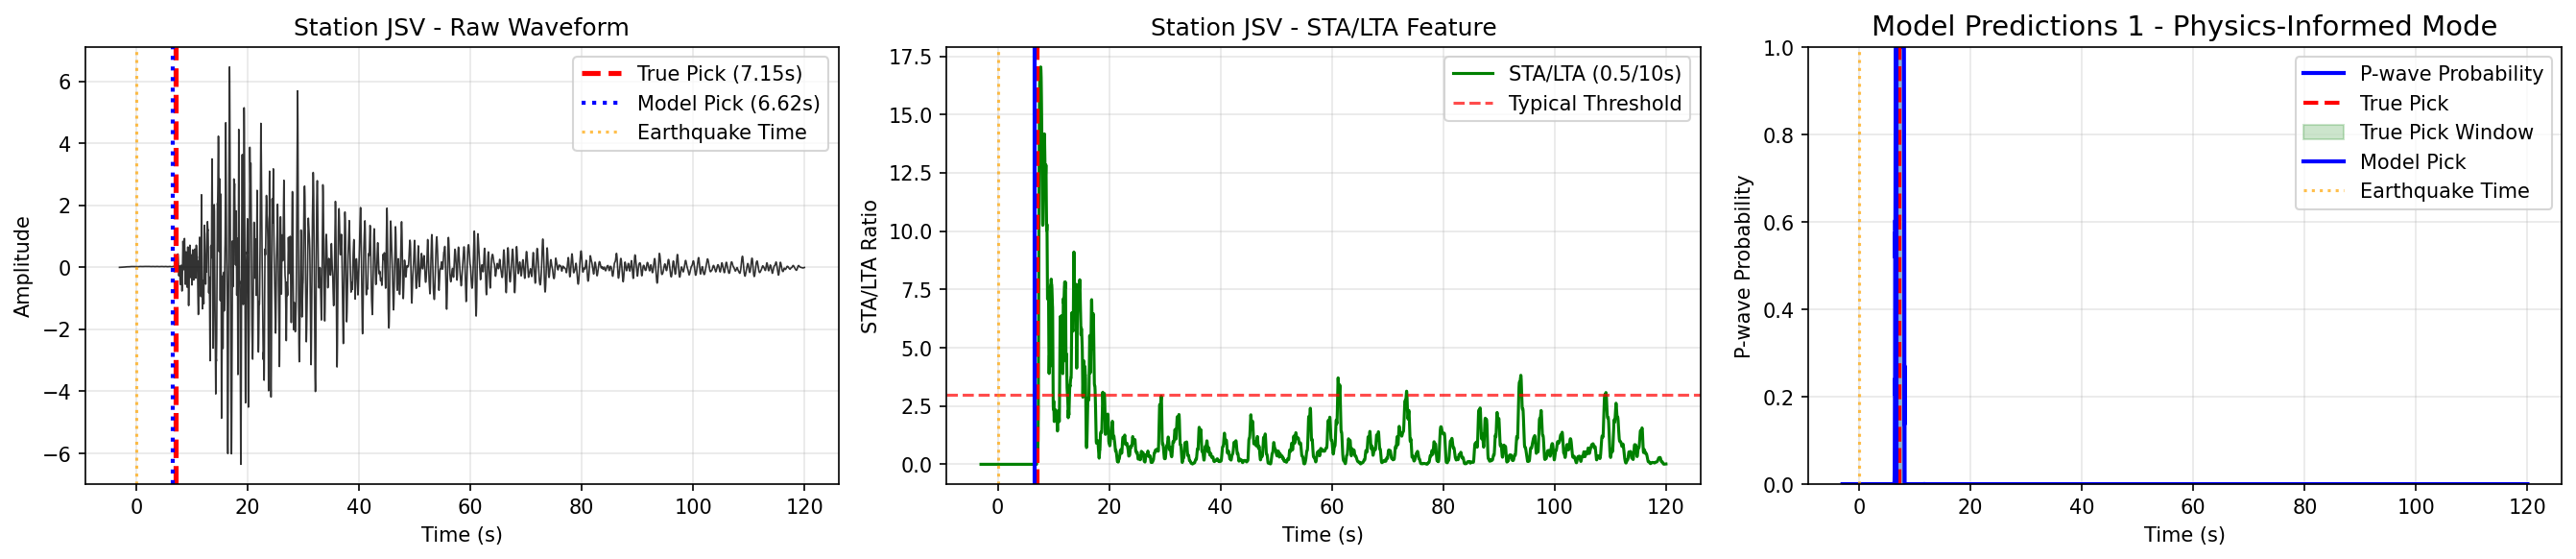 Station JSV - Raw Waveform
Amplitude
6
4
2
0
−2
−4
−6
True Pick (7.15s)
Model Pick (6.62s)
Earthquake Time
0 20 40 60 80 100 120
Time (s)
Station JSV - STA/LTA Feature
STA/LTA Ratio
17.5
15.0
12.5
10.0
7.5
5.0
2.5
0.0
STA/LTA (0.5/10s)
Typical Threshold
0 20 40 60 80 100 120
Time (s)
Model Predictions 1 - Physics-Informed Mode
P-wave Probability
1.0
0.8
0.6
0.4
0.2
0.0
P-wave Probability
True Pick
True Pick Window
Model Pick
Earthquake Time
0 20 40 60 80 100 120
Time (s)